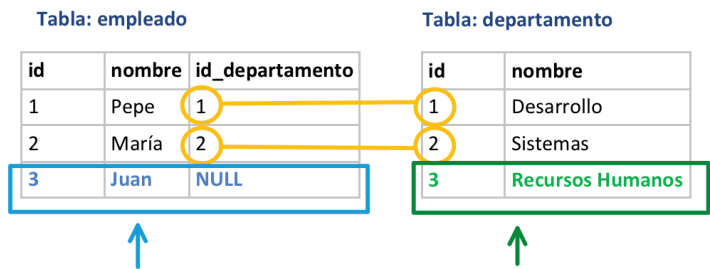 Tabla: empleado
id nombre id_departamento
1 Pepe 1
2 María 2
3 Juan NULL
Tabla: departamento
id nombre
1 Desarrollo
2 Sistemas
3 Recursos Humanos